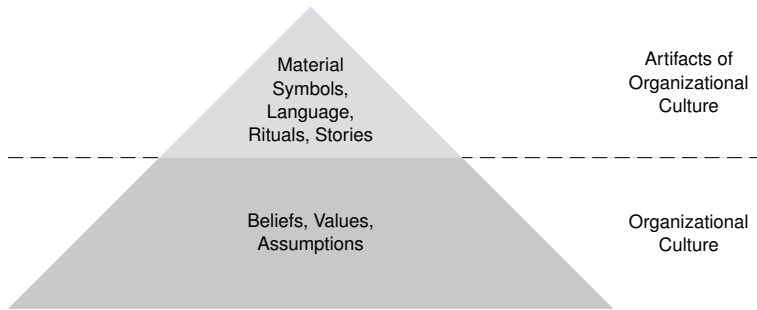 Material
Symbols,
Language,
Rituals, Stories
Artifacts of
Organizational
Culture
Beliefs, Values,
Assumptions
Organizational
Culture